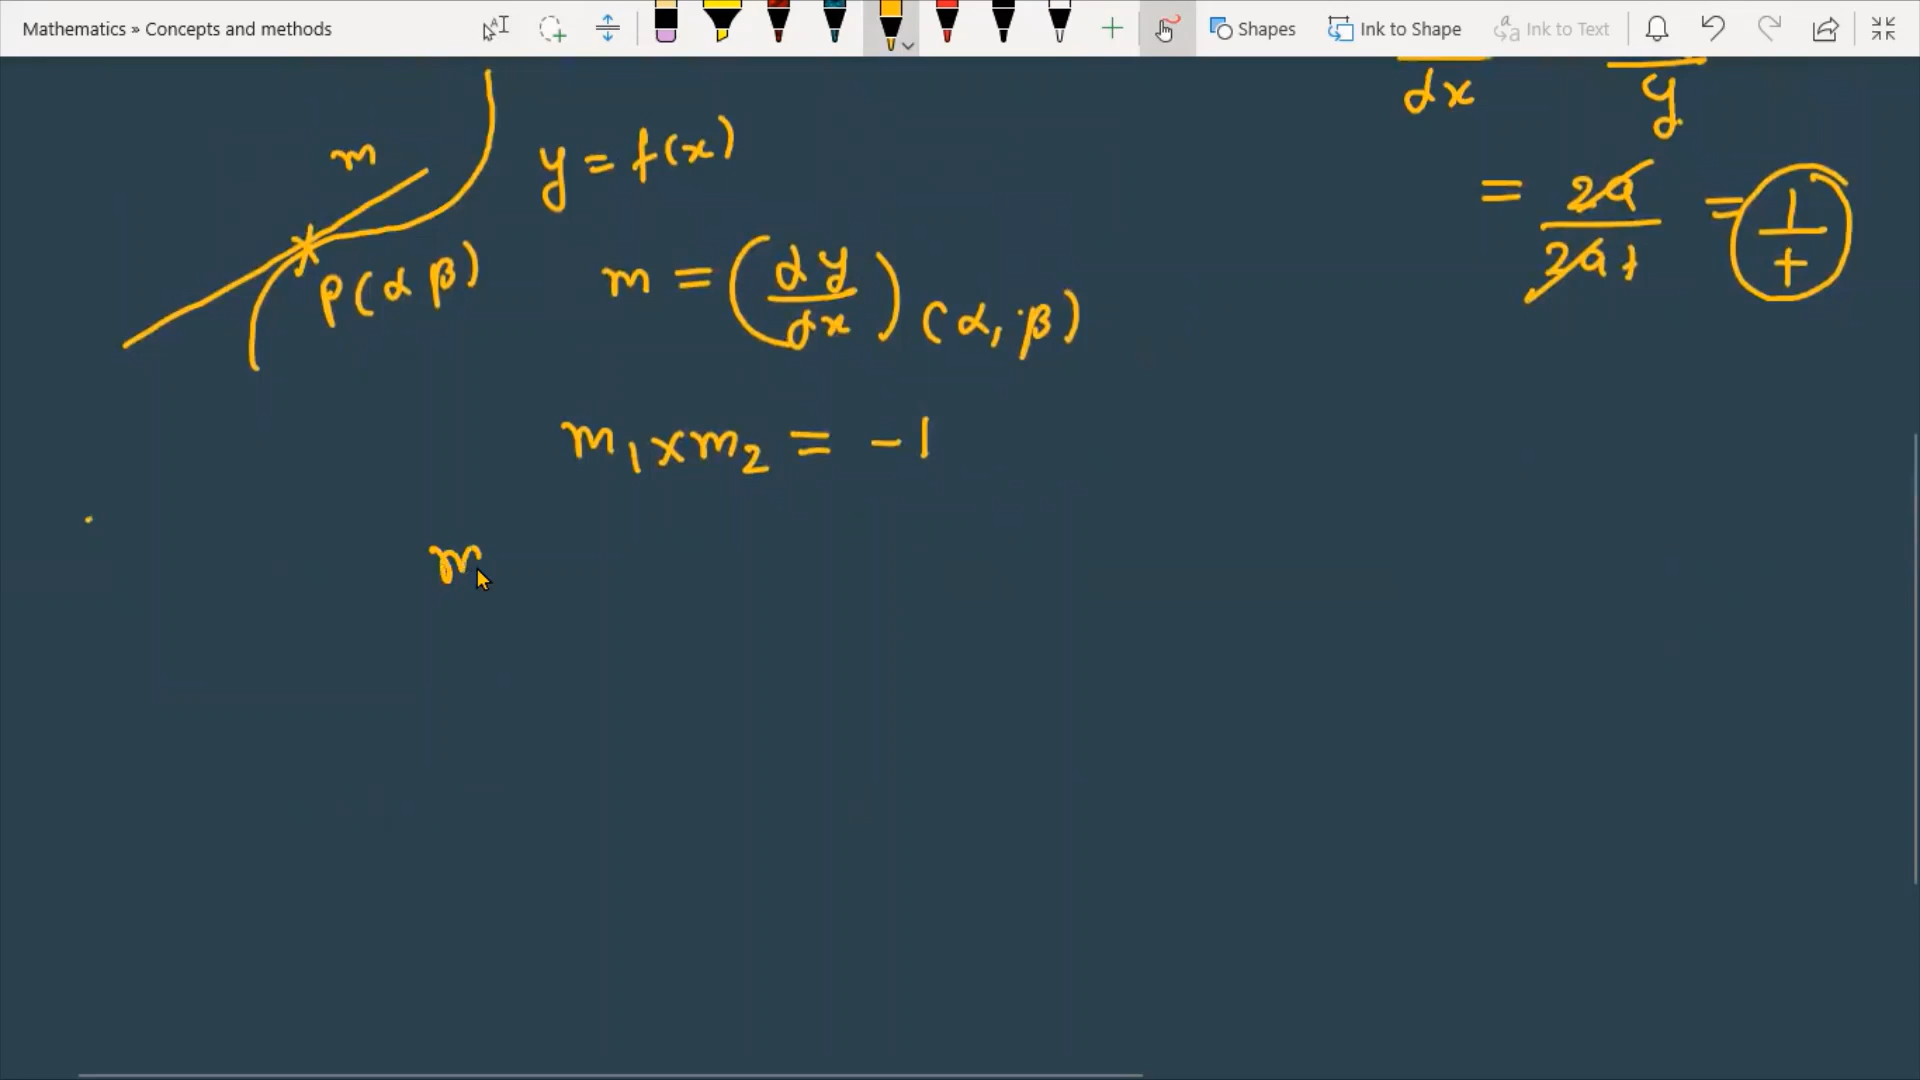 Mathematics » Concepts and methods
Shapes
Ink to Shape
Ink to Text
m
y = f(x)
P(α β)
m = (dy/dx)(α, β)
m₁ x m₂ = -1
m
dx
y
= 2a/2at = 1/t